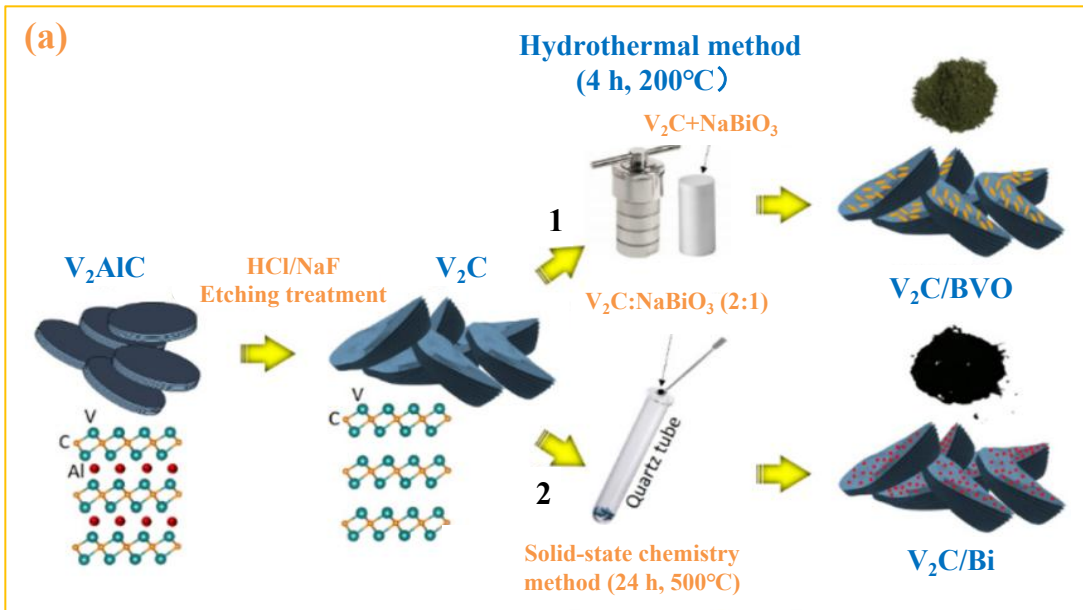 (a)
Hydrothermal method
(4 h, 200℃）
V₂C+NaBiO₃
1
V₂AlC
HCl/NaF
Etching treatment
V₂C
V₂C:NaBiO₃ (2:1)
V₂C/BVO
V
C
Al
V
C
Quartz tube
2
Solid-state chemistry
method (24 h, 500℃)
V₂C/Bi